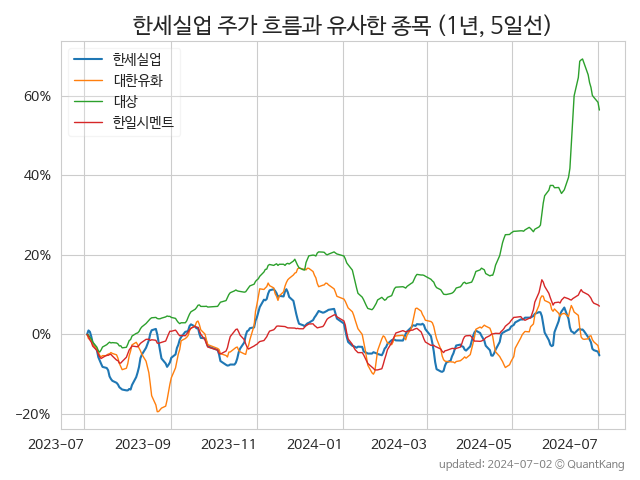 한세실업 주가 흐름과 유사한 종목 (1년, 5일선)
한세실업
대한유화
대상
한일시멘트
60%
40%
20%
0%
−20%
2023-07 2023-09 2023-11 2024-01 2024-03 2024-05 2024-07
updated: 2024-07-02 © QuantKang